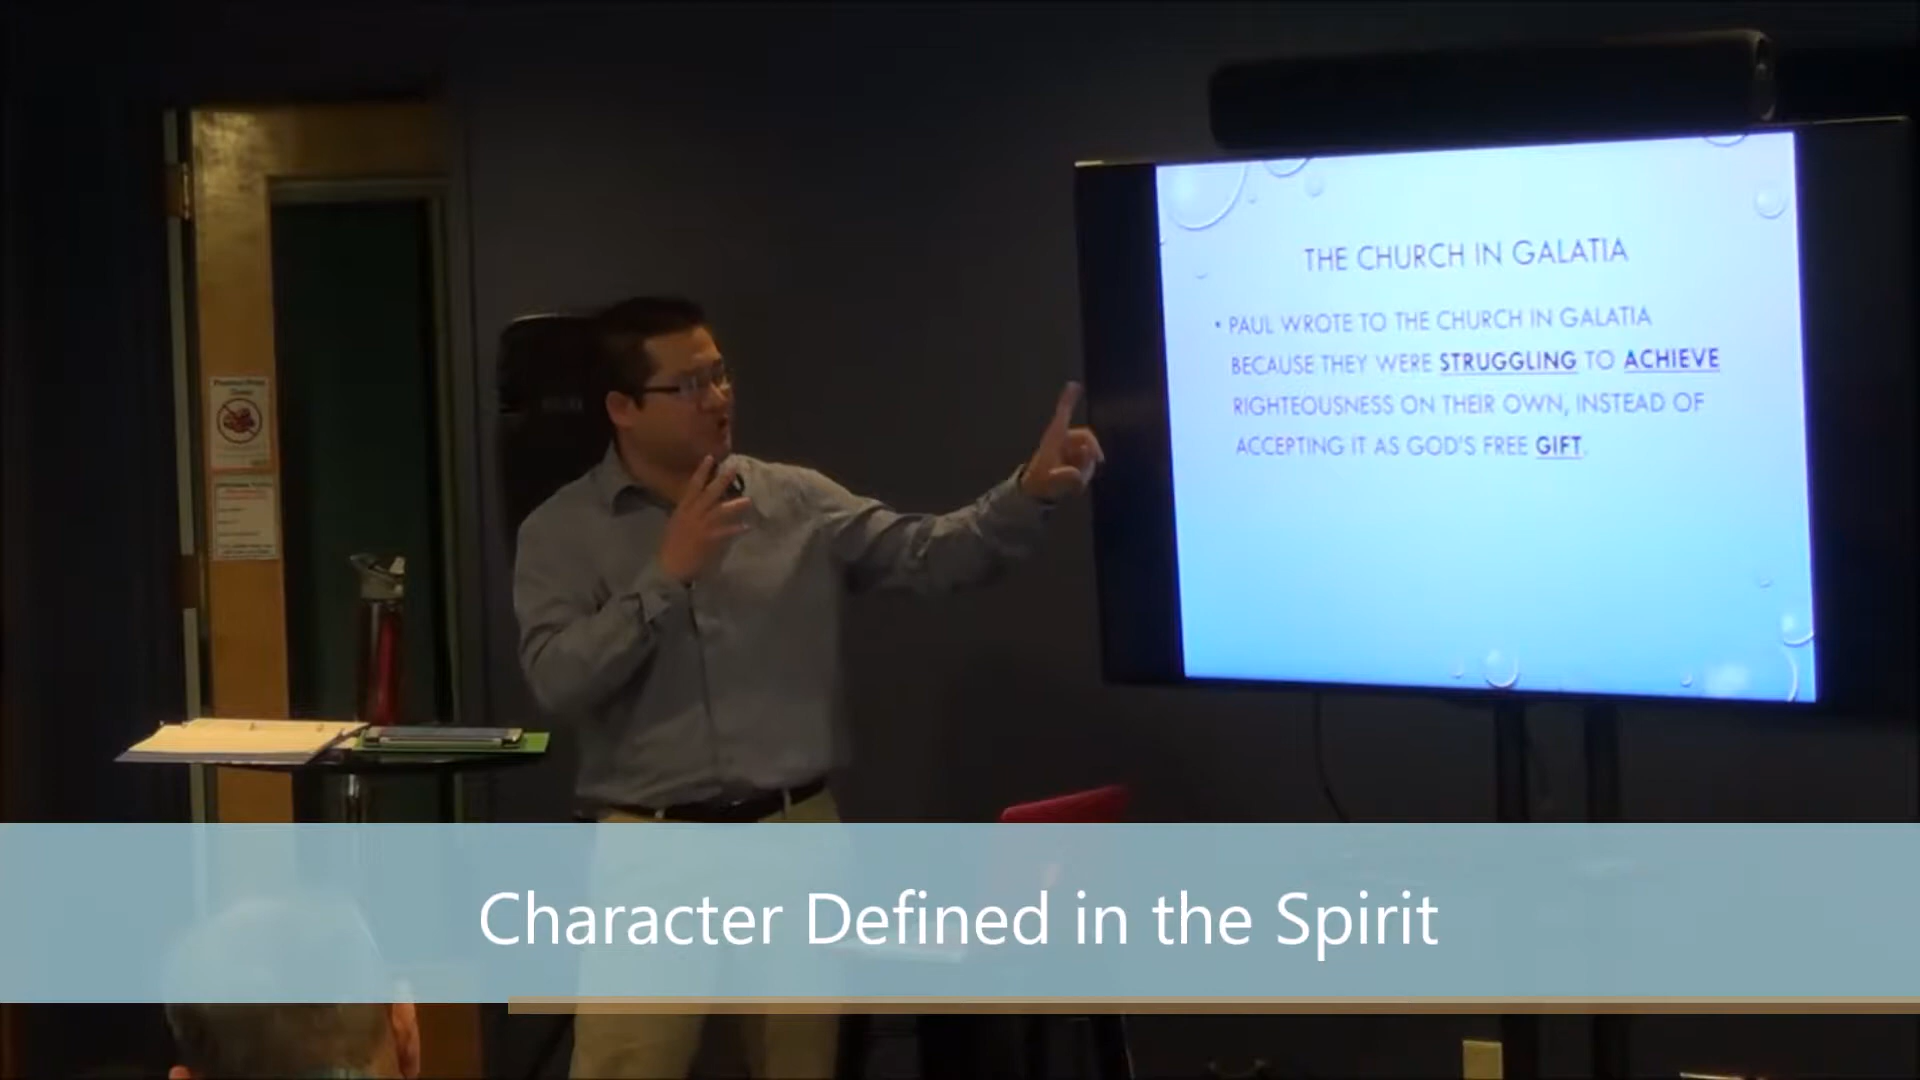 THE CHURCH IN GALATIA
• PAUL WROTE TO THE CHURCH IN GALATIA
BECAUSE THEY WERE STRUGGLING TO ACHIEVE
RIGHTEOUSNESS ON THEIR OWN, INSTEAD OF
ACCEPTING IT AS GOD'S FREE GIFT.
Character Defined in the Spirit